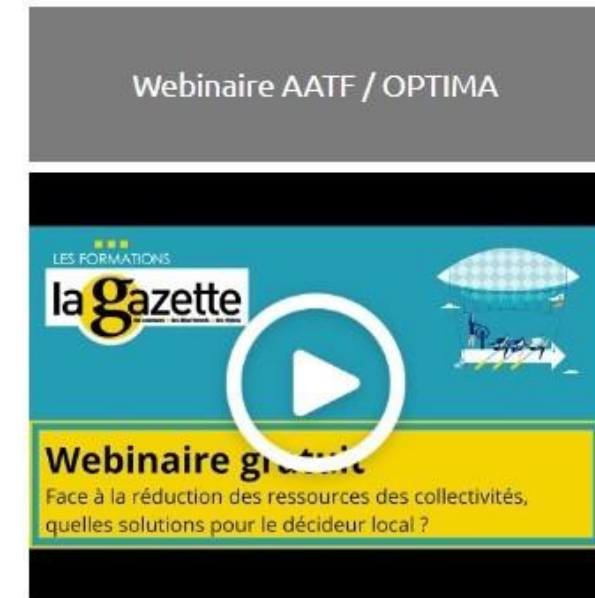 Webinaire AATF / OPTIMA
LES FORMATIONS
la gazette
Webinaire gratuit
Face à la réduction des ressources des collectivités,
quelles solutions pour le décideur local ?